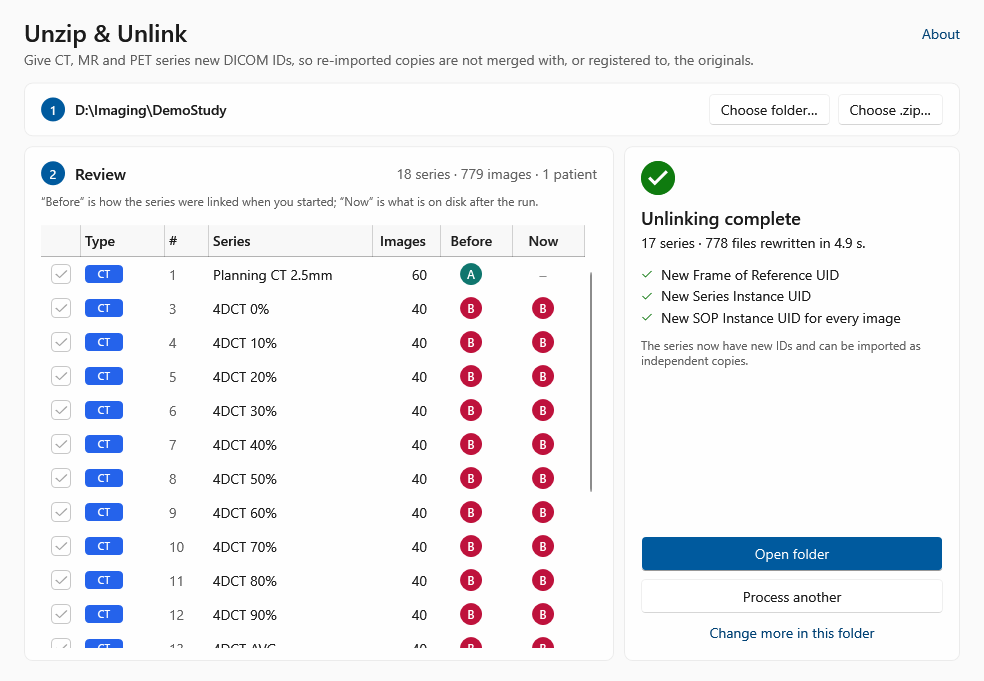 Unzip & Unlink
About
Give CT, MR and PET series new DICOM IDs, so re-imported copies are not merged with, or registered to, the originals.
1 D:\Imaging\DemoStudy Choose folder... Choose .zip...
2 Review 18 series · 779 images · 1 patient
“Before” is how the series were linked when you started; “Now” is what is on disk after the run.
Type # Series Images Before Now
CT 1 Planning CT 2.5mm 60 A –
CT 3 4DCT 0% 40 B B
CT 4 4DCT 10% 40 B B
CT 5 4DCT 20% 40 B B
CT 6 4DCT 30% 40 B B
CT 7 4DCT 40% 40 B B
CT 8 4DCT 50% 40 B B
CT 9 4DCT 60% 40 B B
CT 10 4DCT 70% 40 B B
CT 11 4DCT 80% 40 B B
CT 12 4DCT 90% 40 B B
CT 13 4DCT AVG 40 B B
Unlinking complete
17 series · 778 files rewritten in 4.9 s.
New Frame of Reference UID
New Series Instance UID
New SOP Instance UID for every image
The series now have new IDs and can be imported as
independent copies.
Open folder
Process another
Change more in this folder